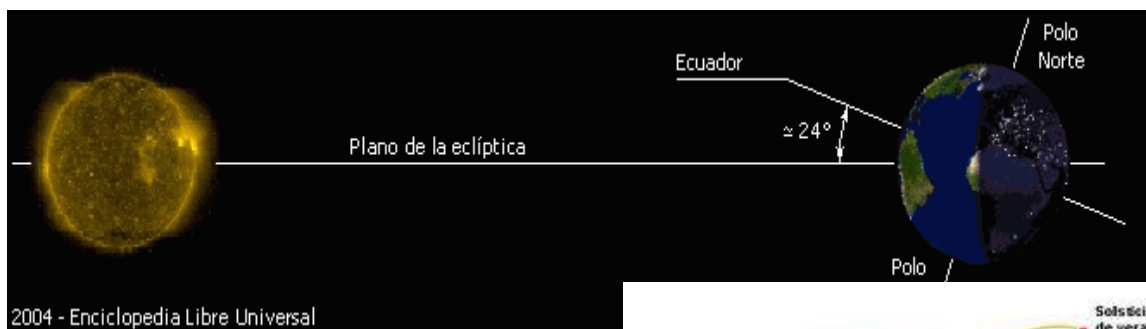 Polo
Norte
Ecuador
≃ 24°
Plano de la eclíptica
Polo
2004 - Enciclopedia Libre Universal